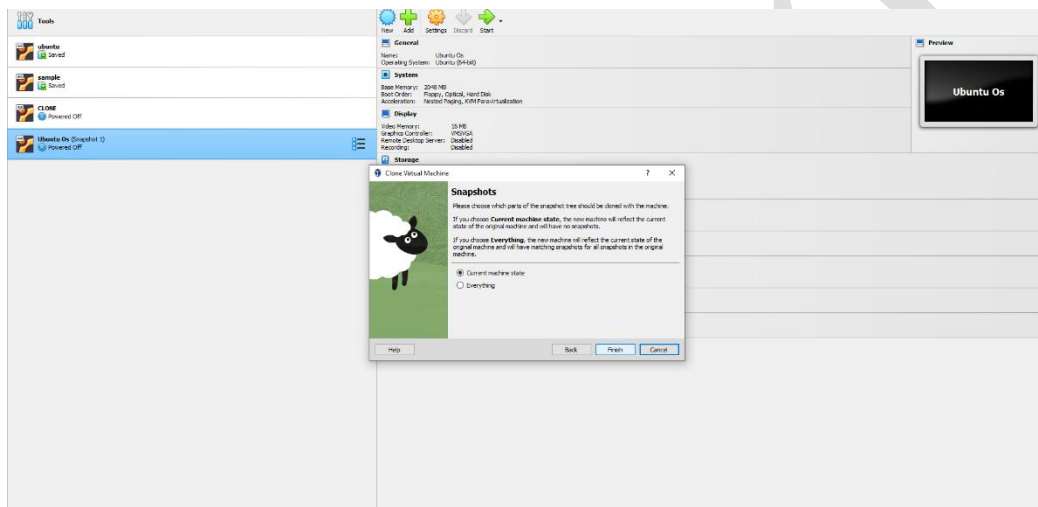 Tools
ubuntu
Saved
sample
Saved
CLONE
Powered Off
Ubuntu Os (Snapshot 1)
Powered Off
New Add Settings Discard Start
General
Name: Ubuntu Os
Operating System: Ubuntu (64-bit)
System
Base Memory: 2048 MB
Boot Order: Floppy, Optical, Hard Disk
Acceleration: Nested Paging, KVM Paravirtualization
Display
Video Memory: 16 MB
Graphics Controller: VMSVGA
Remote Desktop Server: Disabled
Recording: Disabled
Storage
Preview
Ubuntu Os
Clone Virtual Machine ? X
Snapshots
Please choose which parts of the snapshot tree should be cloned with the machine.
If you choose Current machine state, the new machine will reflect the current
state of the original machine and will have no snapshots.
If you choose Everything, the new machine will reflect the current state of the
original machine and will have matching snapshots for all snapshots in the original
machine.
Current machine state
Everything
Help Back Finish Cancel